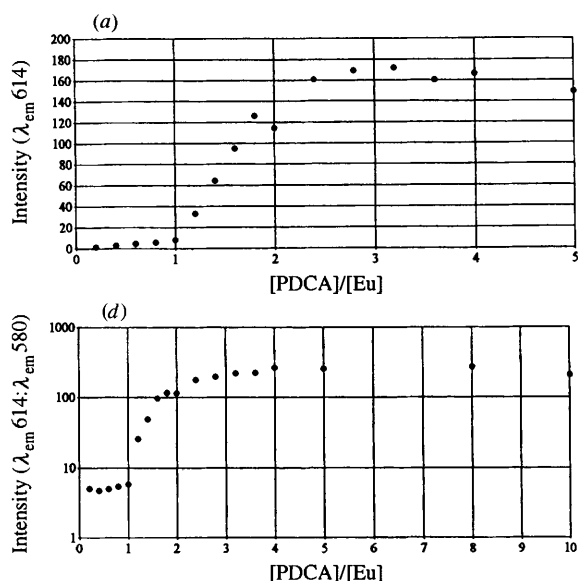 (a)
Intensity (λem 614)
200
180
160
140
120
100
80
60
40
20
0
0 1 2 3 4 5
[PDCA]/[Eu]
(d)
Intensity (λem 614:λem 580)
1000
100
10
1
0 1 2 3 4 5 6 7 8 9 10
[PDCA]/[Eu]